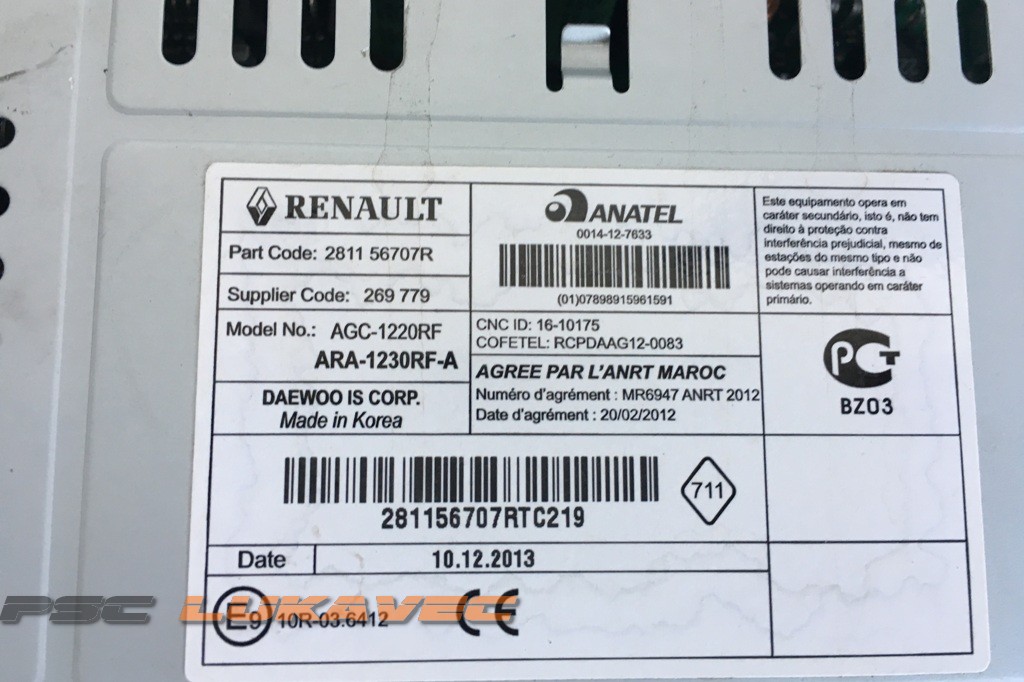 RENAULT
Part Code: 2811 56707R
Supplier Code: 269 779
Model No.: AGC-1220RF
ARA-1230RF-A
DAEWOO IS CORP.
Made in Korea
ANATEL
0014-12-7633
(01)07898915961591
CNC ID: 16-10175
COFETEL: RCPDAAG12-0083
AGREE PAR L'ANRT MAROC
Numéro d'agrément : MR6947 ANRT 2012
Date d'agrément : 20/02/2012
Este equipamento opera em
caráter secundário, isto é, não tem
direito à proteção contra
interferência prejudicial, mesmo de
estações do mesmo tipo e não
pode causar interferência a
sistemas operando em caráter
primário.
PCT
BZ03
281156707RTC219
711
Date 10.12.2013
E9 10R-03.6412 CE
PSC LUKAVEC